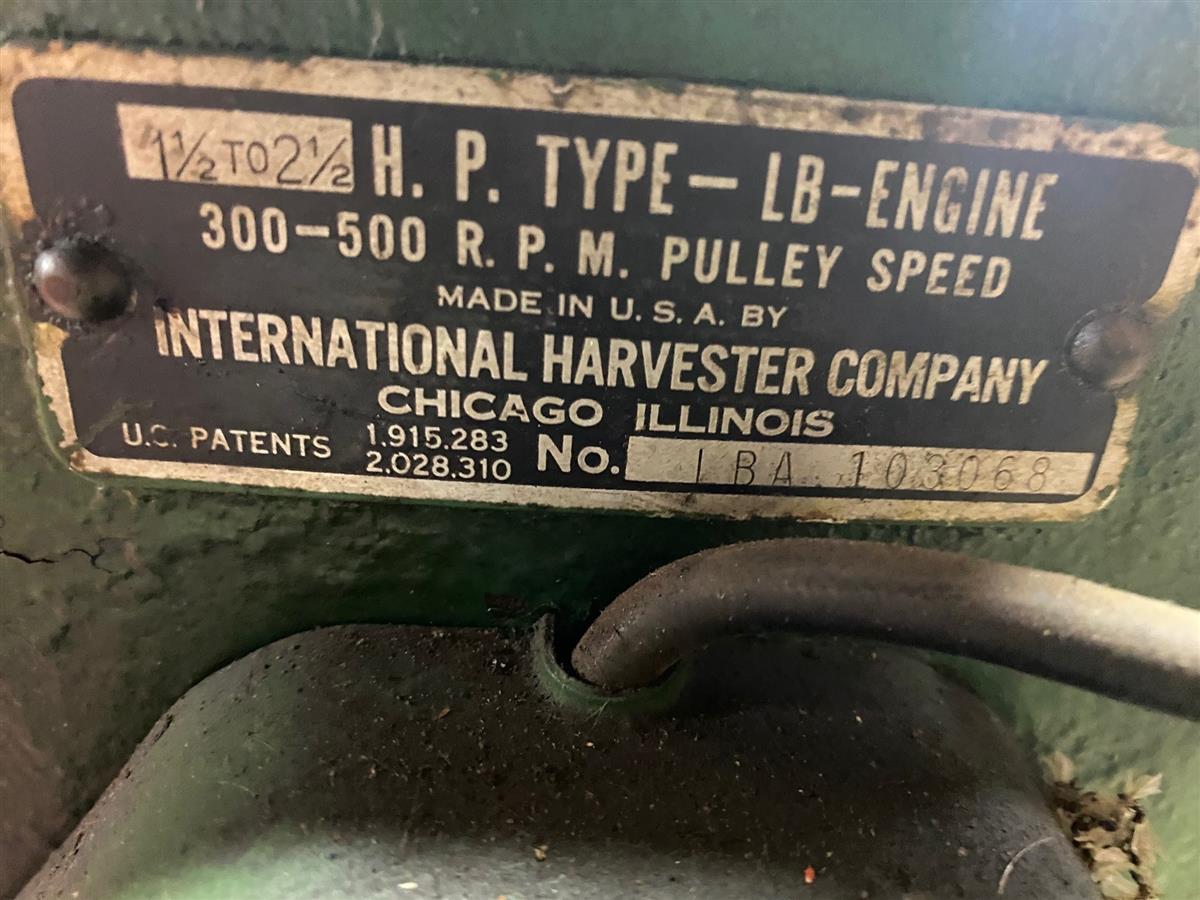 1½ TO 2½ H. P. TYPE—LB-ENGINE
300-500 R. P. M. PULLEY SPEED
MADE IN U. S. A. BY
INTERNATIONAL HARVESTER COMPANY
CHICAGO ILLINOIS
U.S. PATENTS 1.915.283
2.028.310 No. LBA 103068